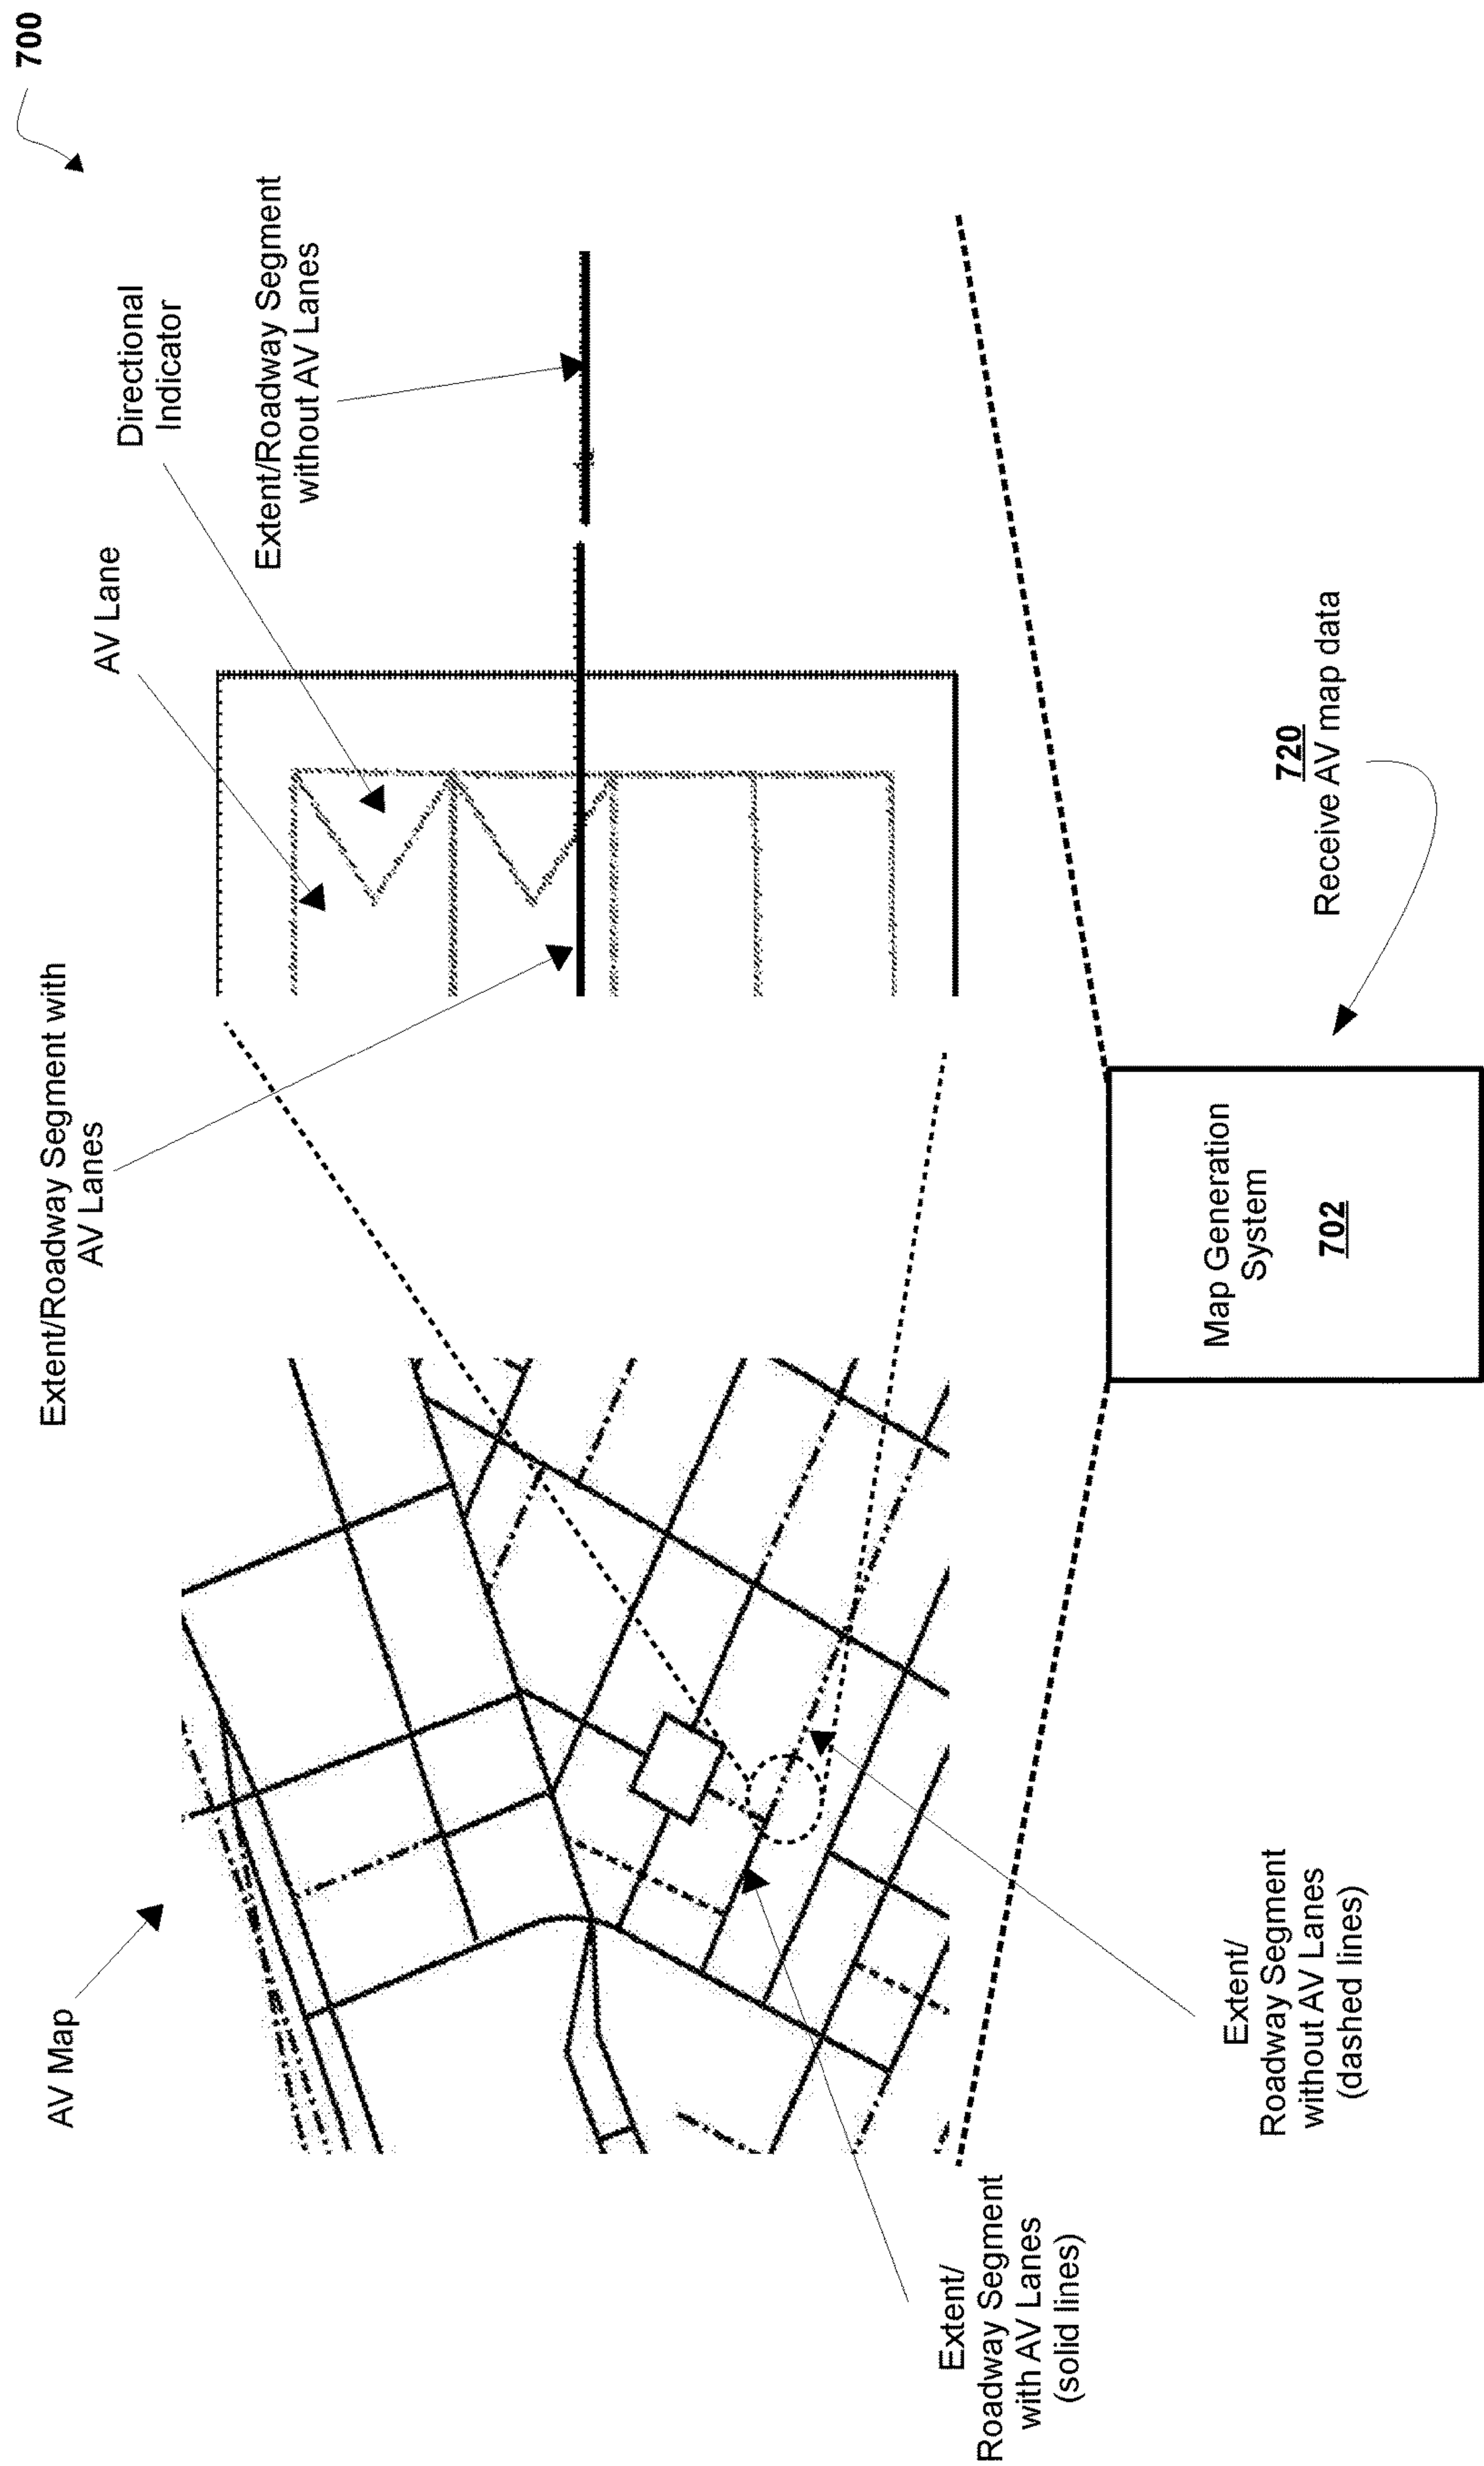 700
AV Map
Extent/Roadway Segment with
AV Lanes
AV Lane
Directional
Indicator
Extent/Roadway Segment
without AV Lanes
Extent/
Roadway Segment
with AV Lanes
(solid lines)
Extent/
Roadway Segment
without AV Lanes
(dashed lines)
Map Generation
System
702
720
Receive AV map data